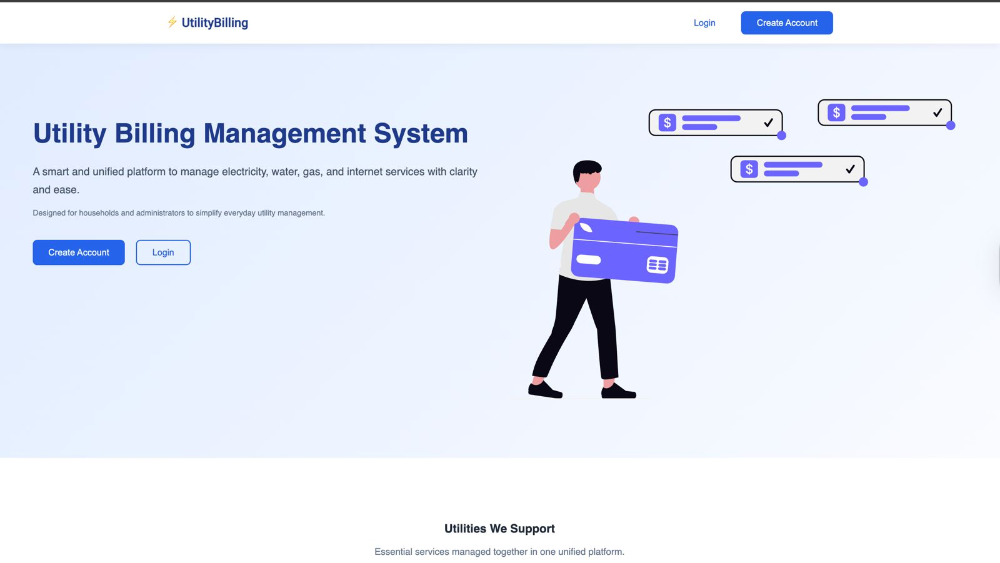 ⚡ UtilityBilling
Login
Create Account
Utility Billing Management System
A smart and unified platform to manage electricity, water, gas, and internet services with clarity
and ease.
Designed for households and administrators to simplify everyday utility management.
Create Account
Login
$
$
$
Utilities We Support
Essential services managed together in one unified platform.